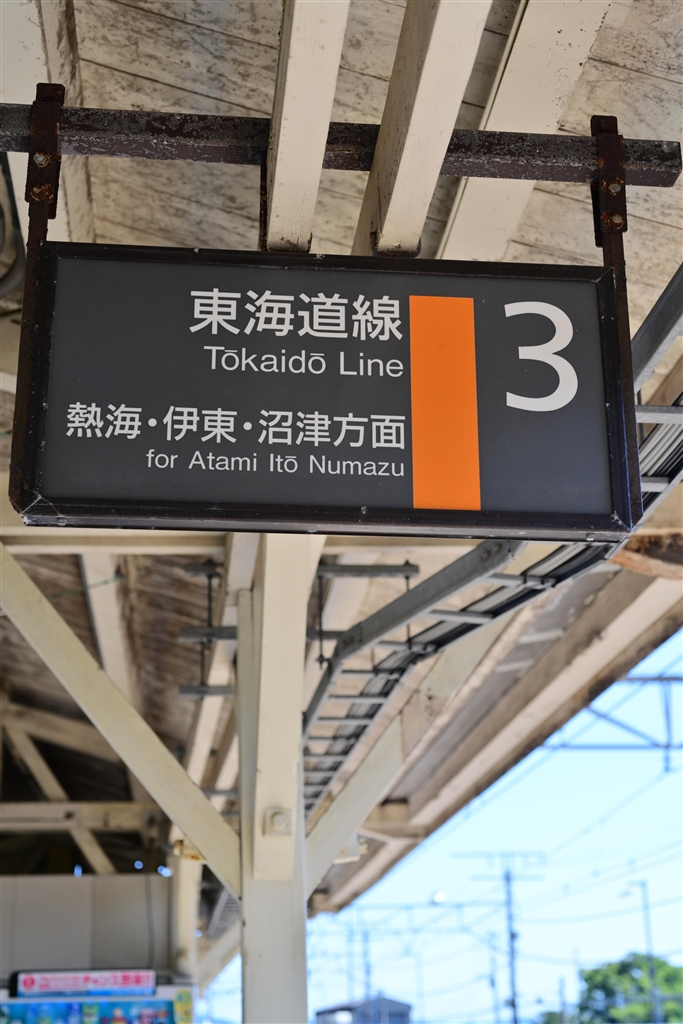 東海道線
Tōkaidō Line
3
熱海・伊東・沼津方面
for Atami Itō Numazu